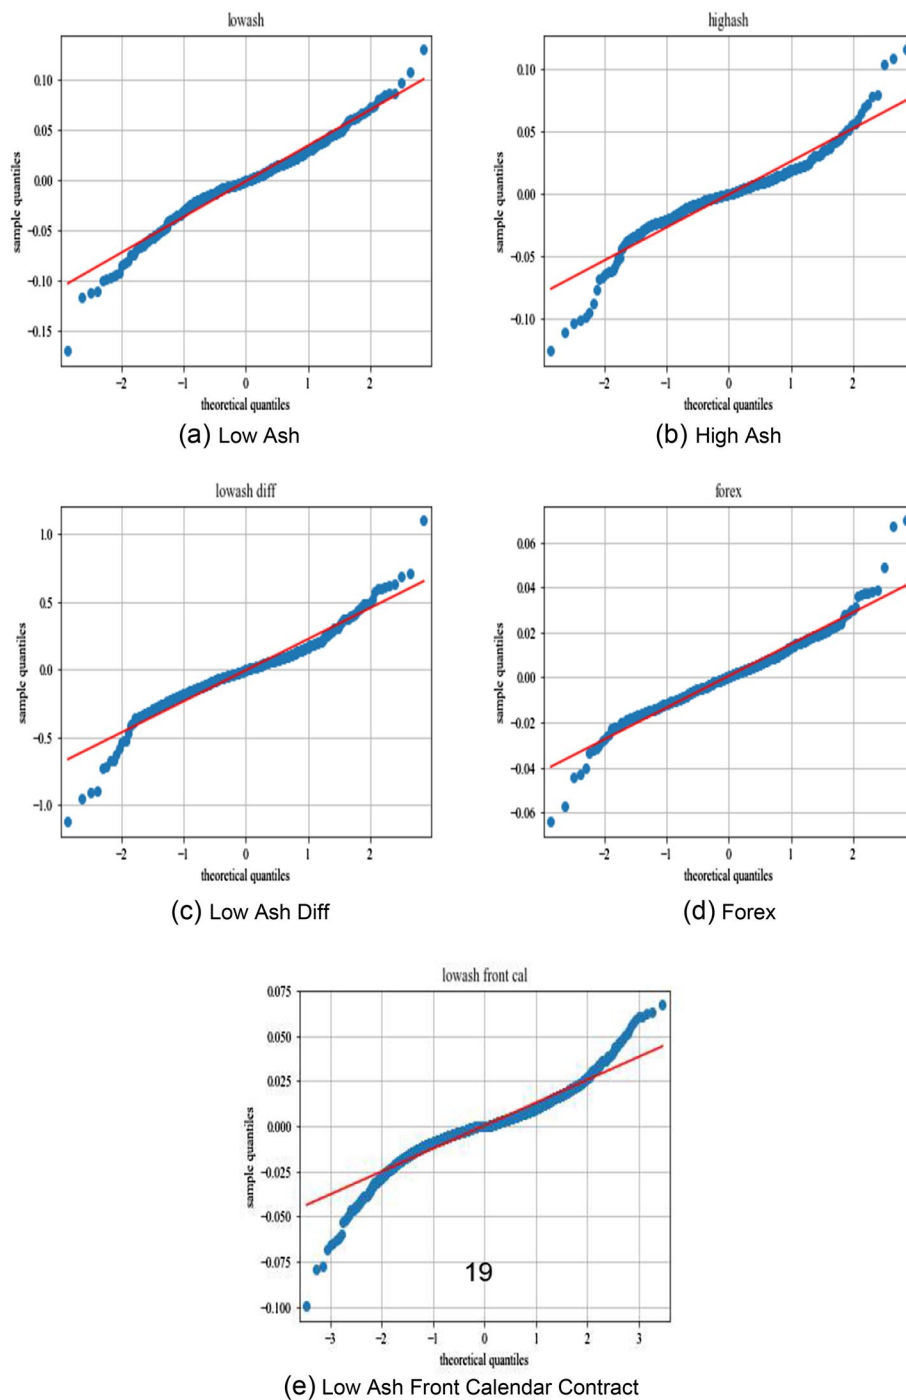 lowash
highash
0.10
0.05
0.00
−0.05
−0.10
−0.15
sample quantiles
−2
−1
0
1
2
theoretical quantiles
0.10
0.05
0.00
−0.05
−0.10
sample quantiles
−2
−1
0
1
2
theoretical quantiles
(a) Low Ash
(b) High Ash
lowash diff
forex
1.0
0.5
0.0
−0.5
−1.0
sample quantiles
−2
−1
0
1
2
theoretical quantiles
0.06
0.04
0.02
0.00
−0.02
−0.04
−0.06
sample quantiles
−2
−1
0
1
2
theoretical quantiles
(c) Low Ash Diff
(d) Forex
lowash front cal
0.075
0.050
0.025
0.000
−0.025
−0.050
−0.075
−0.100
sample quantiles
19
−3
−2
−1
0
1
2
3
theoretical quantiles
(e) Low Ash Front Calendar Contract